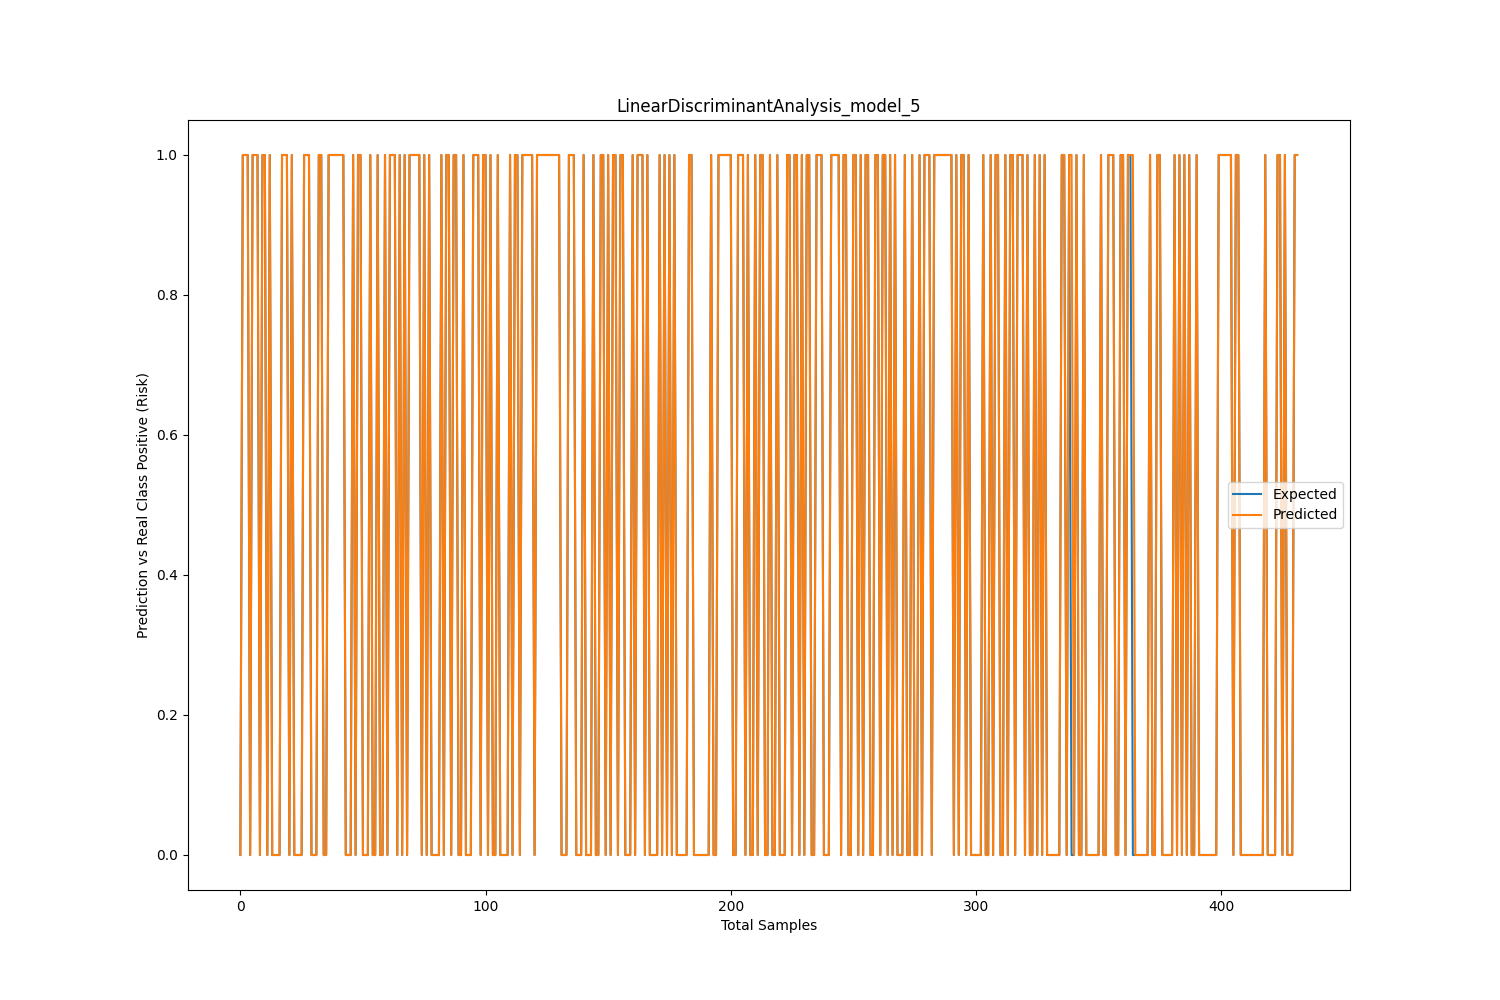 LinearDiscriminantAnalysis_model_5
1.0
0.8
0.6
0.4
0.2
0.0
Prediction vs Real Class Positive (Risk)
Expected
Predicted
0
100
200
300
400
Total Samples